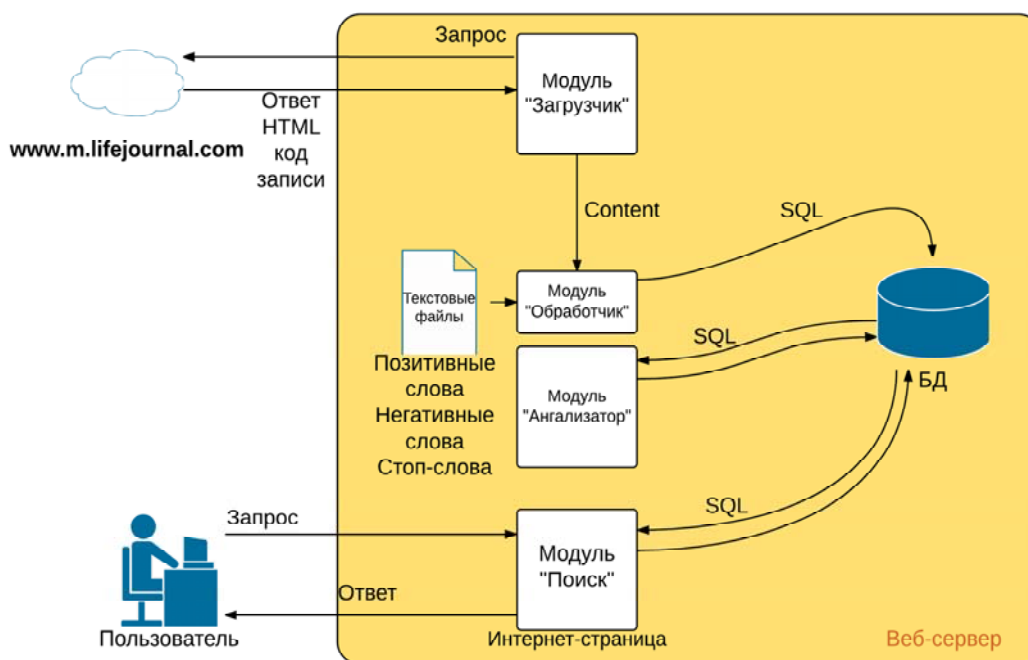 Запрос
Модуль
"Загрузчик"
Ответ
HTML
код
записи
www.m.lifejournal.com
Content
SQL
Текстовые
файлы
Модуль
"Обработчик"
SQL
Позитивные
слова
Негативные
слова
Стоп-слова
Модуль
"Ангализатор"
БД
SQL
Запрос
Модуль
"Поиск"
Ответ
Пользователь
Интернет-страница
Веб-сервер